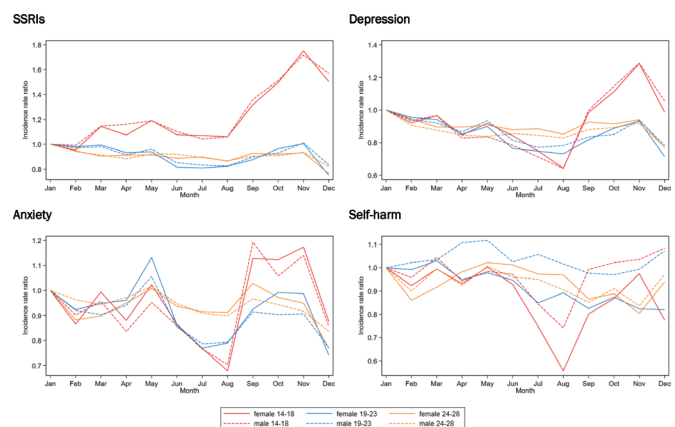 SSRIs
Depression
1.8
1.6
1.4
1.2
1.0
0.8
Incidence rate ratio
Jan Feb Mar Apr May Jun Jul Aug Sep Oct Nov Dec
Month
1.4
1.2
1.0
0.8
0.6
Incidence rate ratio
Jan Feb Mar Apr May Jun Jul Aug Sep Oct Nov Dec
Month
Anxiety
Self-harm
1.2
1.1
1.0
0.9
0.8
0.7
Incidence rate ratio
Jan Feb Mar Apr May Jun Jul Aug Sep Oct Nov Dec
Month
1.1
1.0
0.9
0.8
0.7
0.6
Incidence rate ratio
Jan Feb Mar Apr May Jun Jul Aug Sep Oct Nov Dec
Month
female 14-18 female 19-23 female 24-28
male 14-18 male 19-23 male 24-28